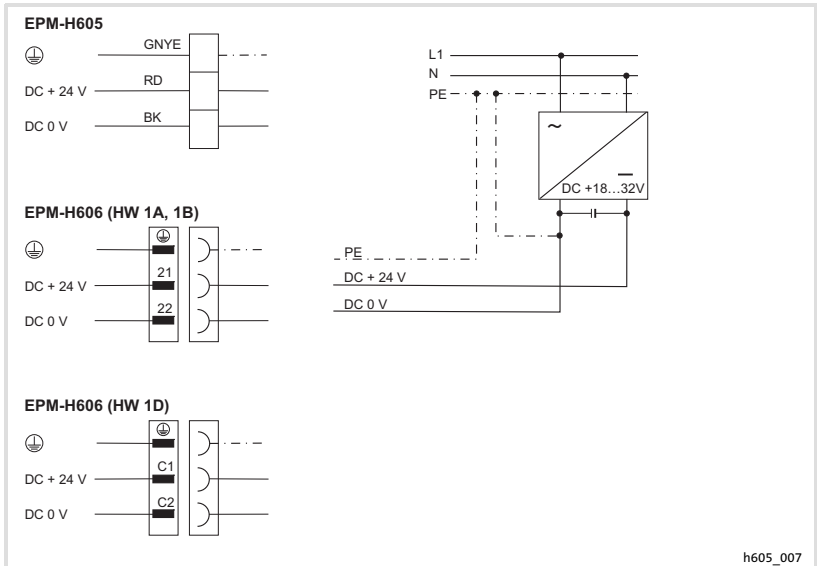 EPM-H605
GNYE
DC + 24 V
RD
DC 0 V
BK
L1
N
PE
~
DC +18...32V
EPM-H606 (HW 1A, 1B)
DC + 24 V
21
DC 0 V
22
PE
DC + 24 V
DC 0 V
EPM-H606 (HW 1D)
DC + 24 V
C1
DC 0 V
C2
h605_007